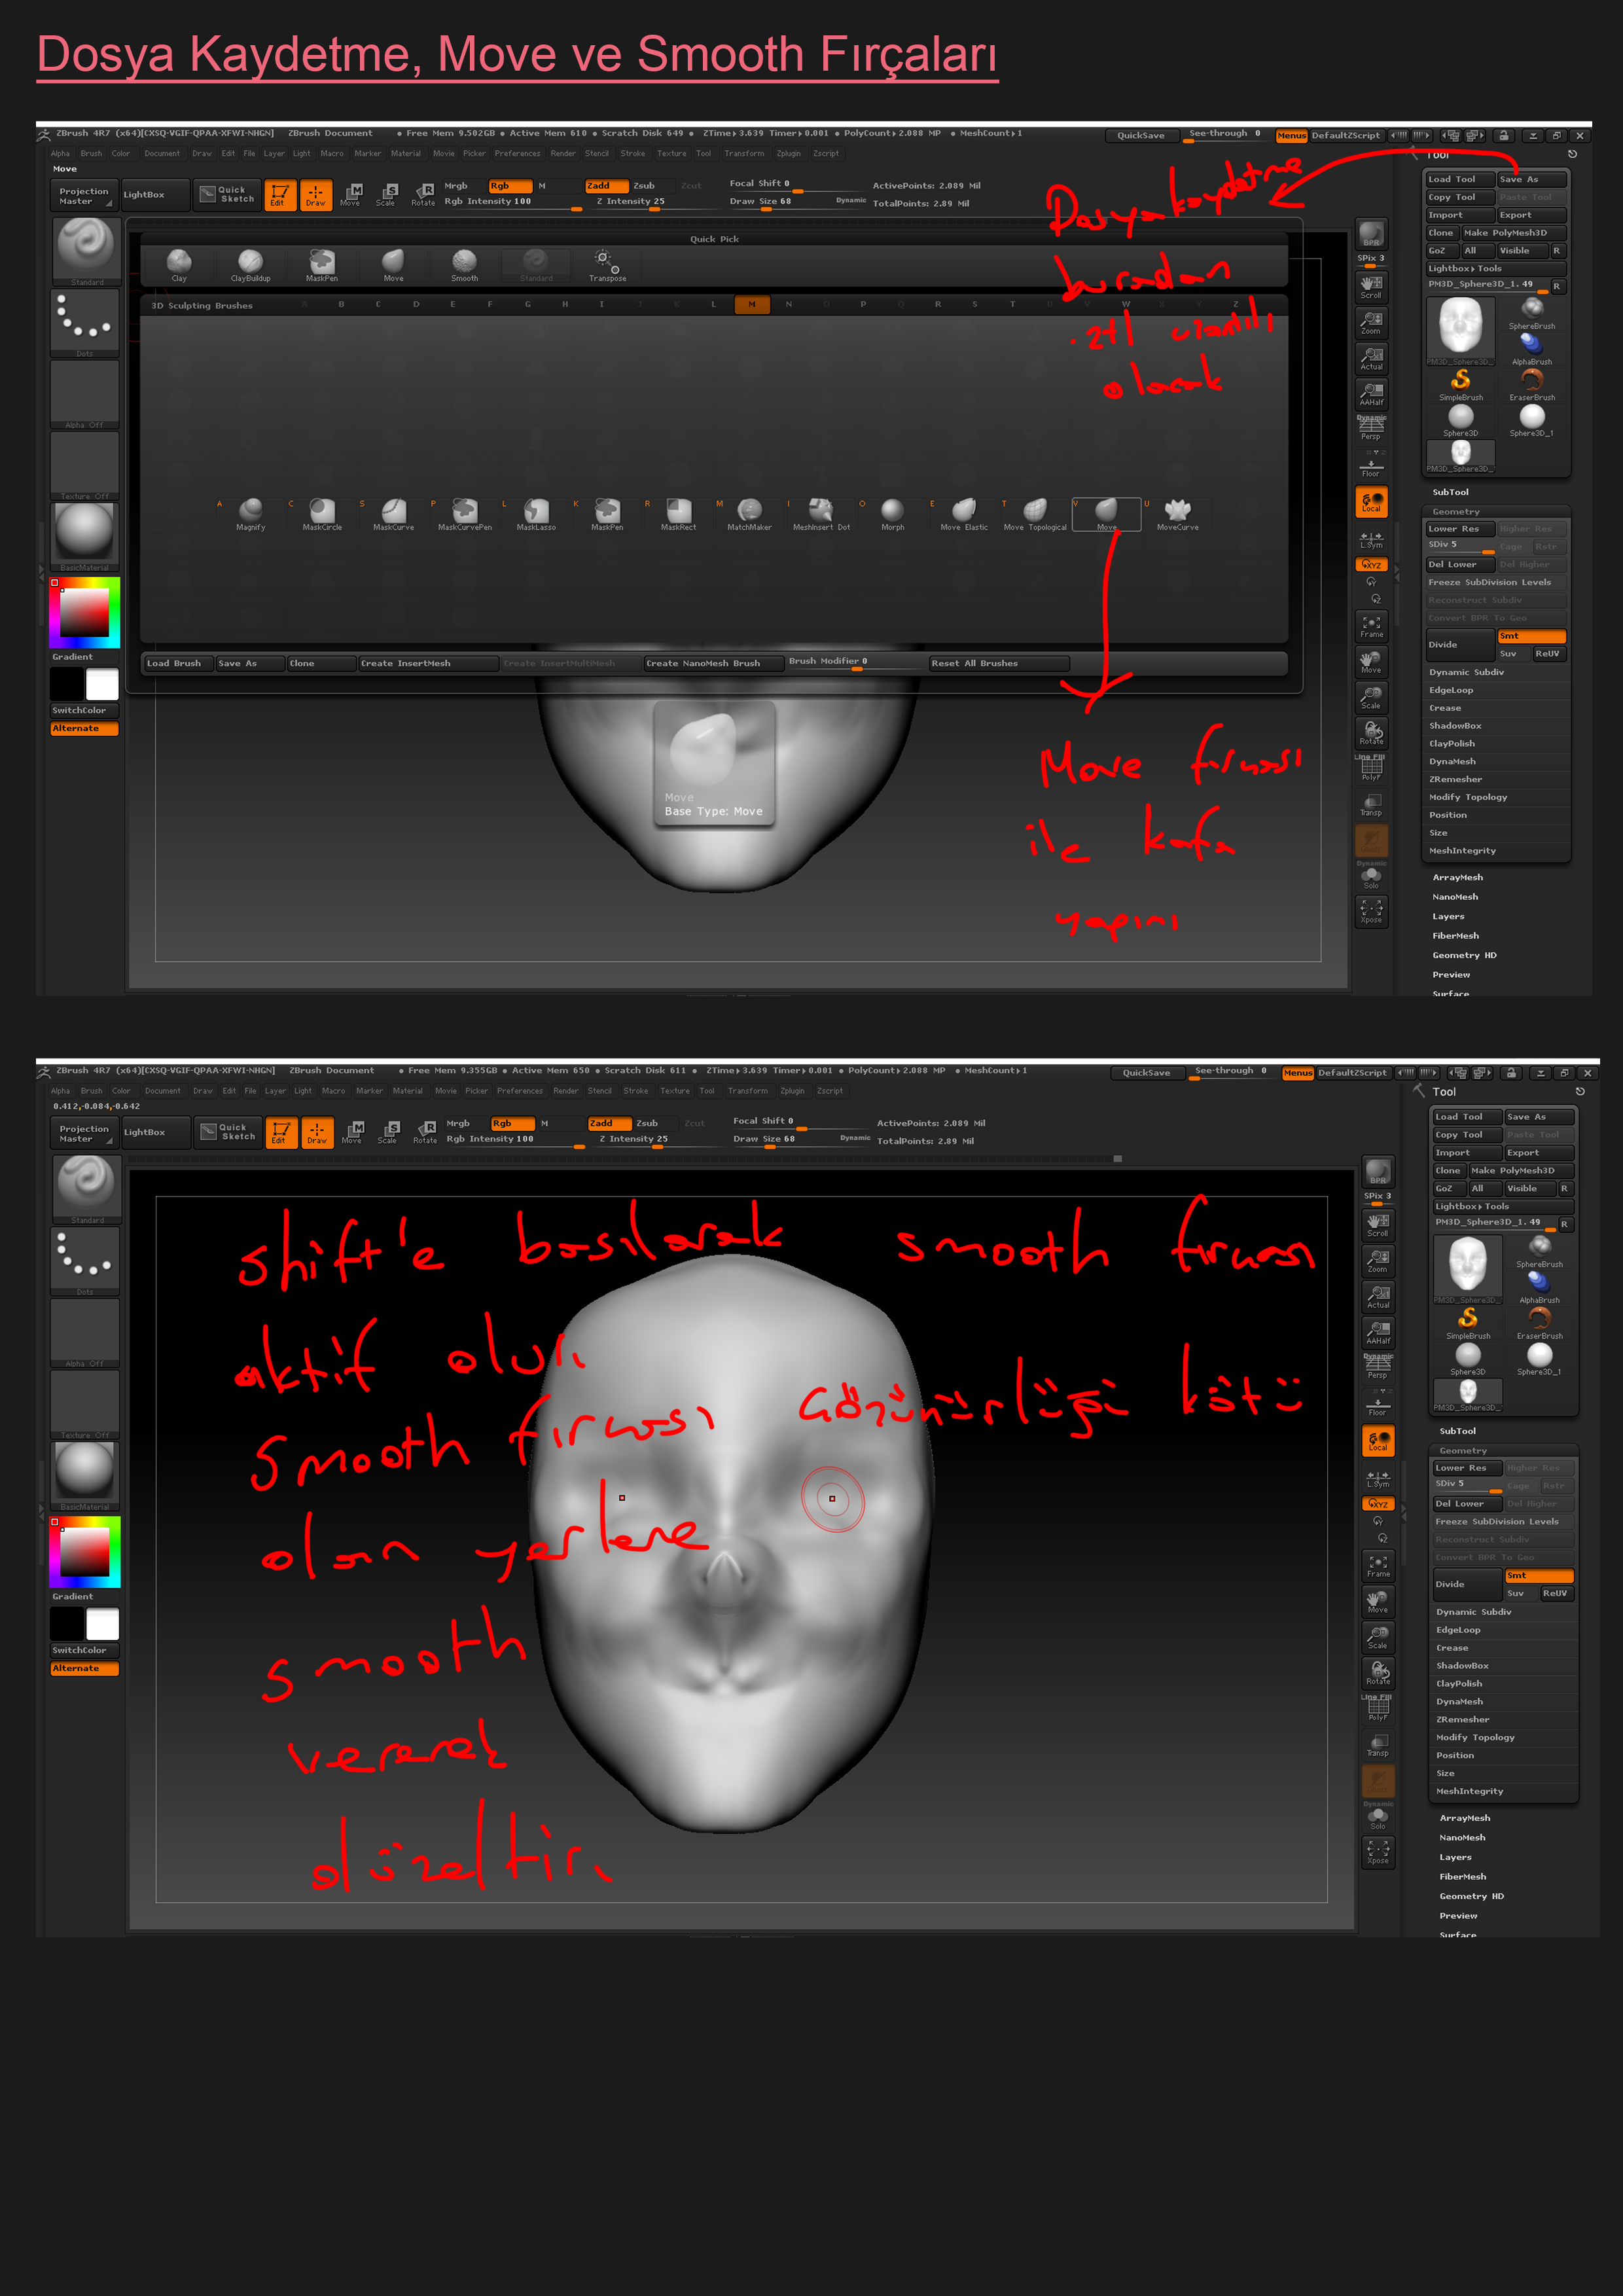 Dosya Kaydetme, Move ve Smooth Fırçaları
ZBrush 4R7 (x64)[CXSQ-VGIF-QPAA-XFWI-NHGN] ZBrush Document • Free Mem 9.502GB • Active Mem 610 • Scratch Disk 649 • ZTime▸3.639 Timer▸0.001 • PolyCount▸2.088 MP • MeshCount▸1 QuickSave See-through 0 Menus DefaultZScript
Alpha Brush Color Document Draw Edit File Layer Light Macro Marker Material Movie Picker Preferences Render Stencil Stroke Texture Tool Transform Zplugin Zscript
Move
Projection Master LightBox Quick Sketch Edit Draw Move Scale Rotate
Mrgb Rgb M Zadd Zsub Zcut Focal Shift 0 ActivePoints: 2.089 Mil
Rgb Intensity 100 Z Intensity 25 Draw Size 68 Dynamic TotalPoints: 2.89 Mil
Dosya kaydetme
buradan
.ztl uzantılı
olacak
Quick Pick
Clay ClayBuildup MaskPen Move Smooth Standard Transpose
3D Sculpting Brushes A B C D E F G H I J K L M N O P Q R S T H V W X Y Z
A Magnify C MaskCircle S MaskCurve P MaskCurvePen L MaskLasso K MaskPen R MaskRect M MatchMaker I MeshInsert Dot O Morph E Move Elastic T Move Topological V Move U MoveCurve
Load Brush Save As Clone Create InsertMesh Create InsertMultiMesh Create NanoMesh Brush Brush Modifier 0 Reset All Brushes
Move
Base Type: Move
Move fırçası
ile kafa
yapımı
Standard
Dots
Alpha Off
Texture Off
BasicMaterial
Gradient
SwitchColor
Alternate
BPR
SPix 3
Scroll
Zoom
Actual
AAHalf
Dynamic
Persp
Floor
Local
L.Sym
XYZ
Y
Z
Frame
Move
Scale
Rotate
Line Fill
PolyF
Transp
Dynamic
Solo
Xpose
Tool
Load Tool Save As
Copy Tool Paste Tool
Import Export
Clone Make PolyMesh3D
GoZ All Visible R
Lightbox▸Tools
PM3D_Sphere3D_1. 49 R
SphereBrush
PM3D_Sphere3D_ AlphaBrush
SimpleBrush EraserBrush
Sphere3D Sphere3D_1
PM3D_Sphere3D_
SubTool
Geometry
Lower Res Higher Res
SDiv 5 Cage Rstr
Del Lower Del Higher
Freeze SubDivision Levels
Reconstruct Subdiv
Convert BPR To Geo
Divide Smt
Suv ReUV
Dynamic Subdiv
EdgeLoop
Crease
ShadowBox
ClayPolish
DynaMesh
ZRemesher
Modify Topology
Position
Size
MeshIntegrity
ArrayMesh
NanoMesh
Layers
FiberMesh
Geometry HD
Preview
Surface
ZBrush 4R7 (x64)[CXSQ-VGIF-QPAA-XFWI-NHGN] ZBrush Document • Free Mem 9.355GB • Active Mem 650 • Scratch Disk 611 • ZTime▸3.639 Timer▸0.001 • PolyCount▸2.088 MP • MeshCount▸1 QuickSave See-through 0 Menus DefaultZScript
Alpha Brush Color Document Draw Edit File Layer Light Macro Marker Material Movie Picker Preferences Render Stencil Stroke Texture Tool Transform Zplugin Zscript
0.412,-0.084,-0.642
Projection Master LightBox Quick Sketch Edit Draw Move Scale Rotate
Mrgb Rgb M Zadd Zsub Zcut Focal Shift 0 ActivePoints: 2.089 Mil
Rgb Intensity 100 Z Intensity 25 Draw Size 68 Dynamic TotalPoints: 2.89 Mil
shift'e basılarak smooth fırçası
aktif olur.
Smooth fırçası Görünürlüğü kötü
olan yerlere
smooth
vererek
düzeltir.
Standard
Dots
Alpha Off
Texture Off
BasicMaterial
Gradient
SwitchColor
Alternate
BPR
SPix 3
Scroll
Zoom
Actual
AAHalf
Dynamic
Persp
Floor
Local
L.Sym
XYZ
Y
Z
Frame
Move
Scale
Rotate
Line Fill
PolyF
Transp
Dynamic
Solo
Xpose
Tool
Load Tool Save As
Copy Tool Paste Tool
Import Export
Clone Make PolyMesh3D
GoZ All Visible R
Lightbox▸Tools
PM3D_Sphere3D_1. 49 R
SphereBrush
PM3D_Sphere3D_ AlphaBrush
SimpleBrush EraserBrush
Sphere3D Sphere3D_1
PM3D_Sphere3D_
SubTool
Geometry
Lower Res Higher Res
SDiv 5 Cage Rstr
Del Lower Del Higher
Freeze SubDivision Levels
Reconstruct Subdiv
Convert BPR To Geo
Divide Smt
Suv ReUV
Dynamic Subdiv
EdgeLoop
Crease
ShadowBox
ClayPolish
DynaMesh
ZRemesher
Modify Topology
Position
Size
MeshIntegrity
ArrayMesh
NanoMesh
Layers
FiberMesh
Geometry HD
Preview
Surface